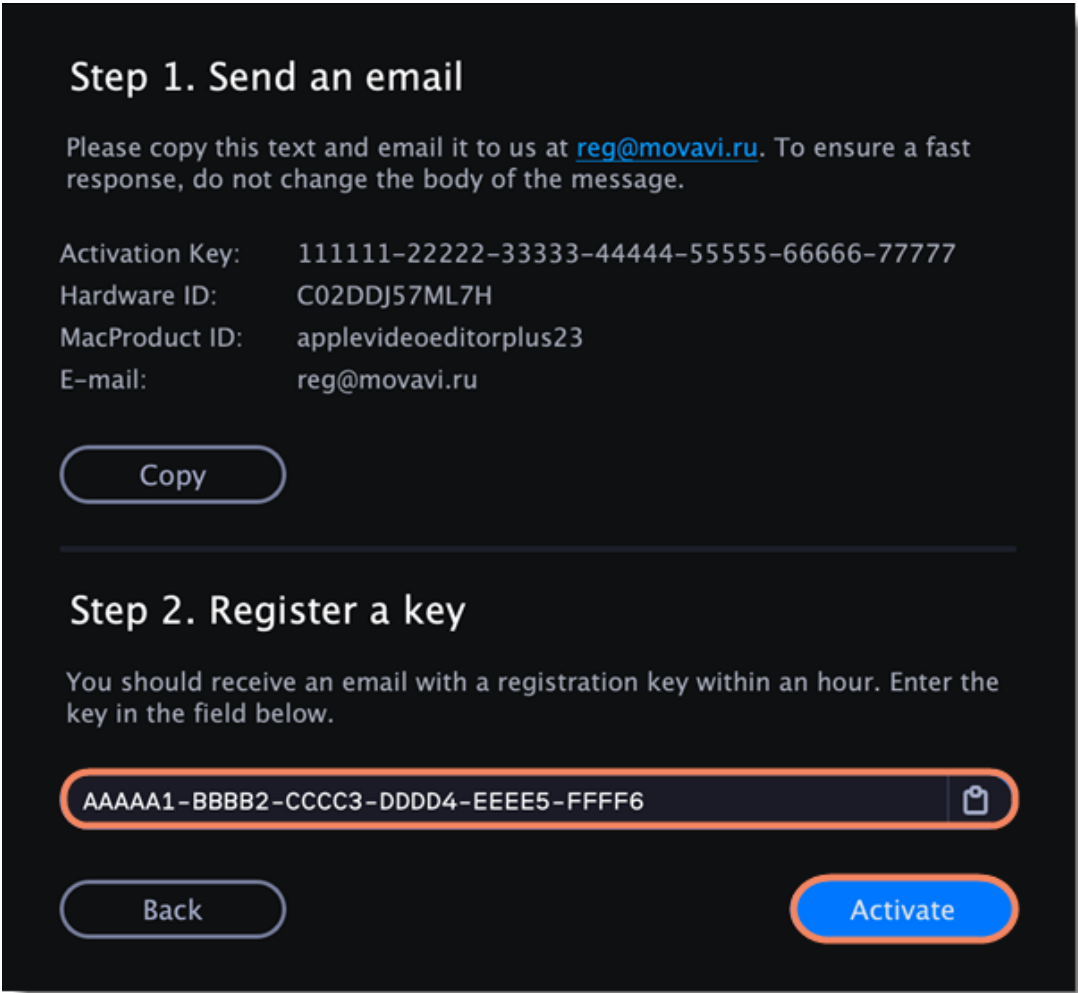 Step 1. Send an email
Please copy this text and email it to us at reg@movavi.ru. To ensure a fast
response, do not change the body of the message.
Activation Key: 111111-22222-33333-44444-55555-66666-77777
Hardware ID: C02DDJ57ML7H
MacProduct ID: applevideoeditorplus23
E-mail: reg@movavi.ru
Copy
Step 2. Register a key
You should receive an email with a registration key within an hour. Enter the
key in the field below.
AAAAA1-BBBB2-CCCC3-DDDD4-EEEE5-FFFF6
Back Activate